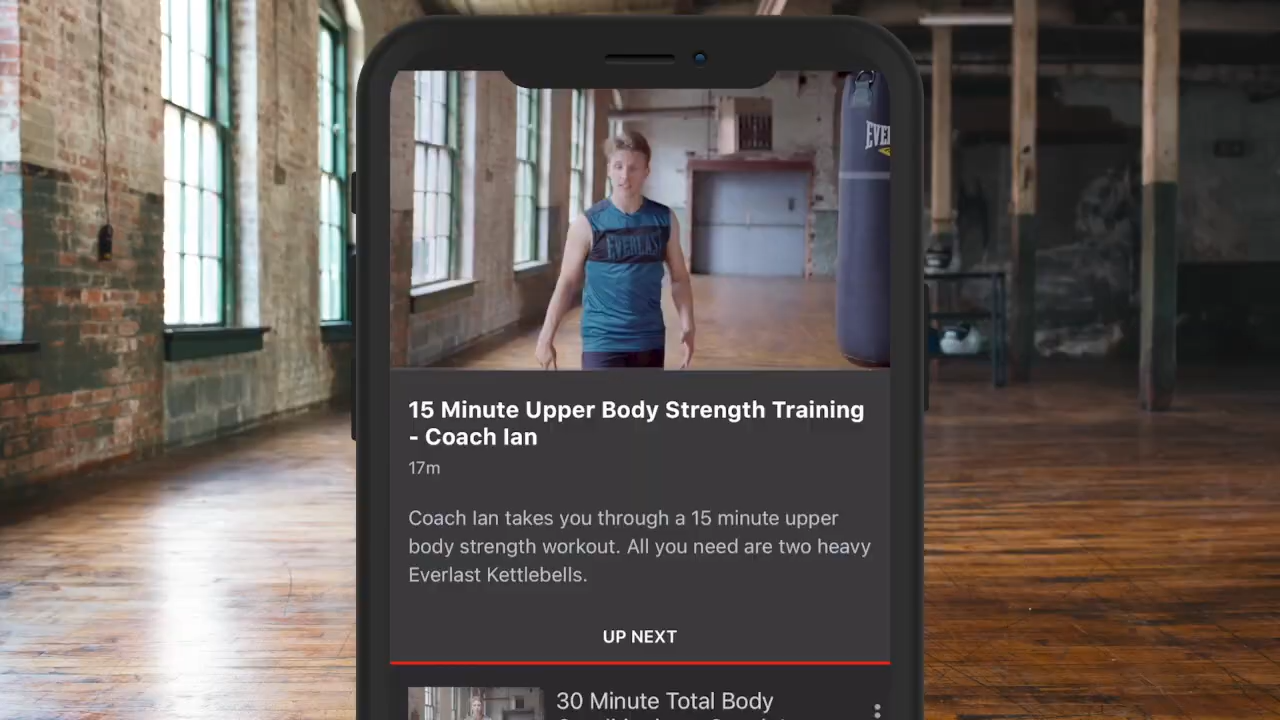 EVERLAST
15 Minute Upper Body Strength Training
- Coach Ian
17m
Coach Ian takes you through a 15 minute upper
body strength workout. All you need are two heavy
Everlast Kettlebells.
UP NEXT
30 Minute Total Body